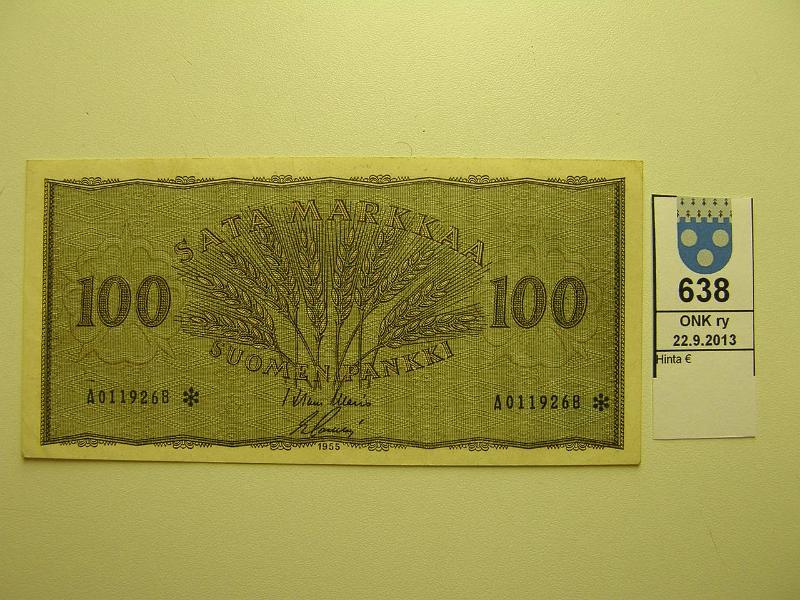 SATA MARKKAA
100 100
SUOMEN PANKKI
A0119268 * A0119268 *
1955
638
ONK ry
22.9.2013
Hinta €